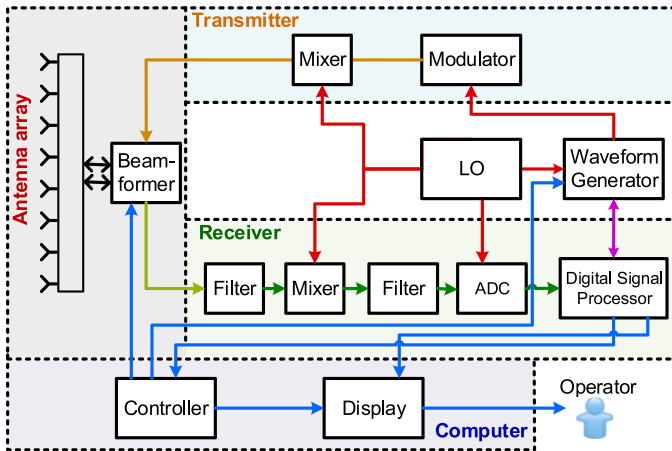 Transmitter
Mixer
Modulator
Antenna array
Beam-
former
LO
Waveform
Generator
Receiver
Filter
Mixer
Filter
ADC
Digital Signal
Processor
Controller
Display
Operator
Computer